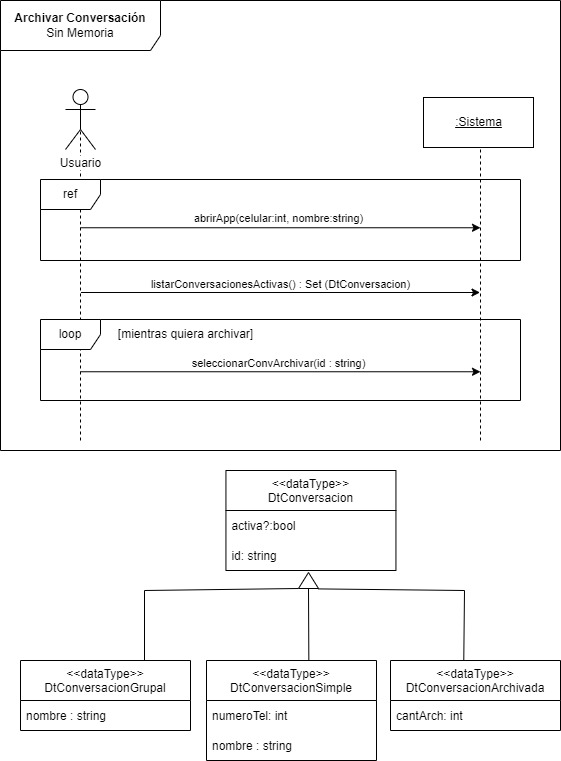 Archivar Conversación
Sin Memoria
:Sistema
Usuario
ref
abrirApp(celular:int, nombre:string)
listarConversacionesActivas() : Set (DtConversacion)
loop
[mientras quiera archivar]
seleccionarConvArchivar(id : string)
<<dataType>>
DtConversacion
activa?:bool
id: string
<<dataType>>
DtConversacionGrupal
nombre : string
<<dataType>>
DtConversacionSimple
numeroTel: int
nombre : string
<<dataType>>
DtConversacionArchivada
cantArch: int